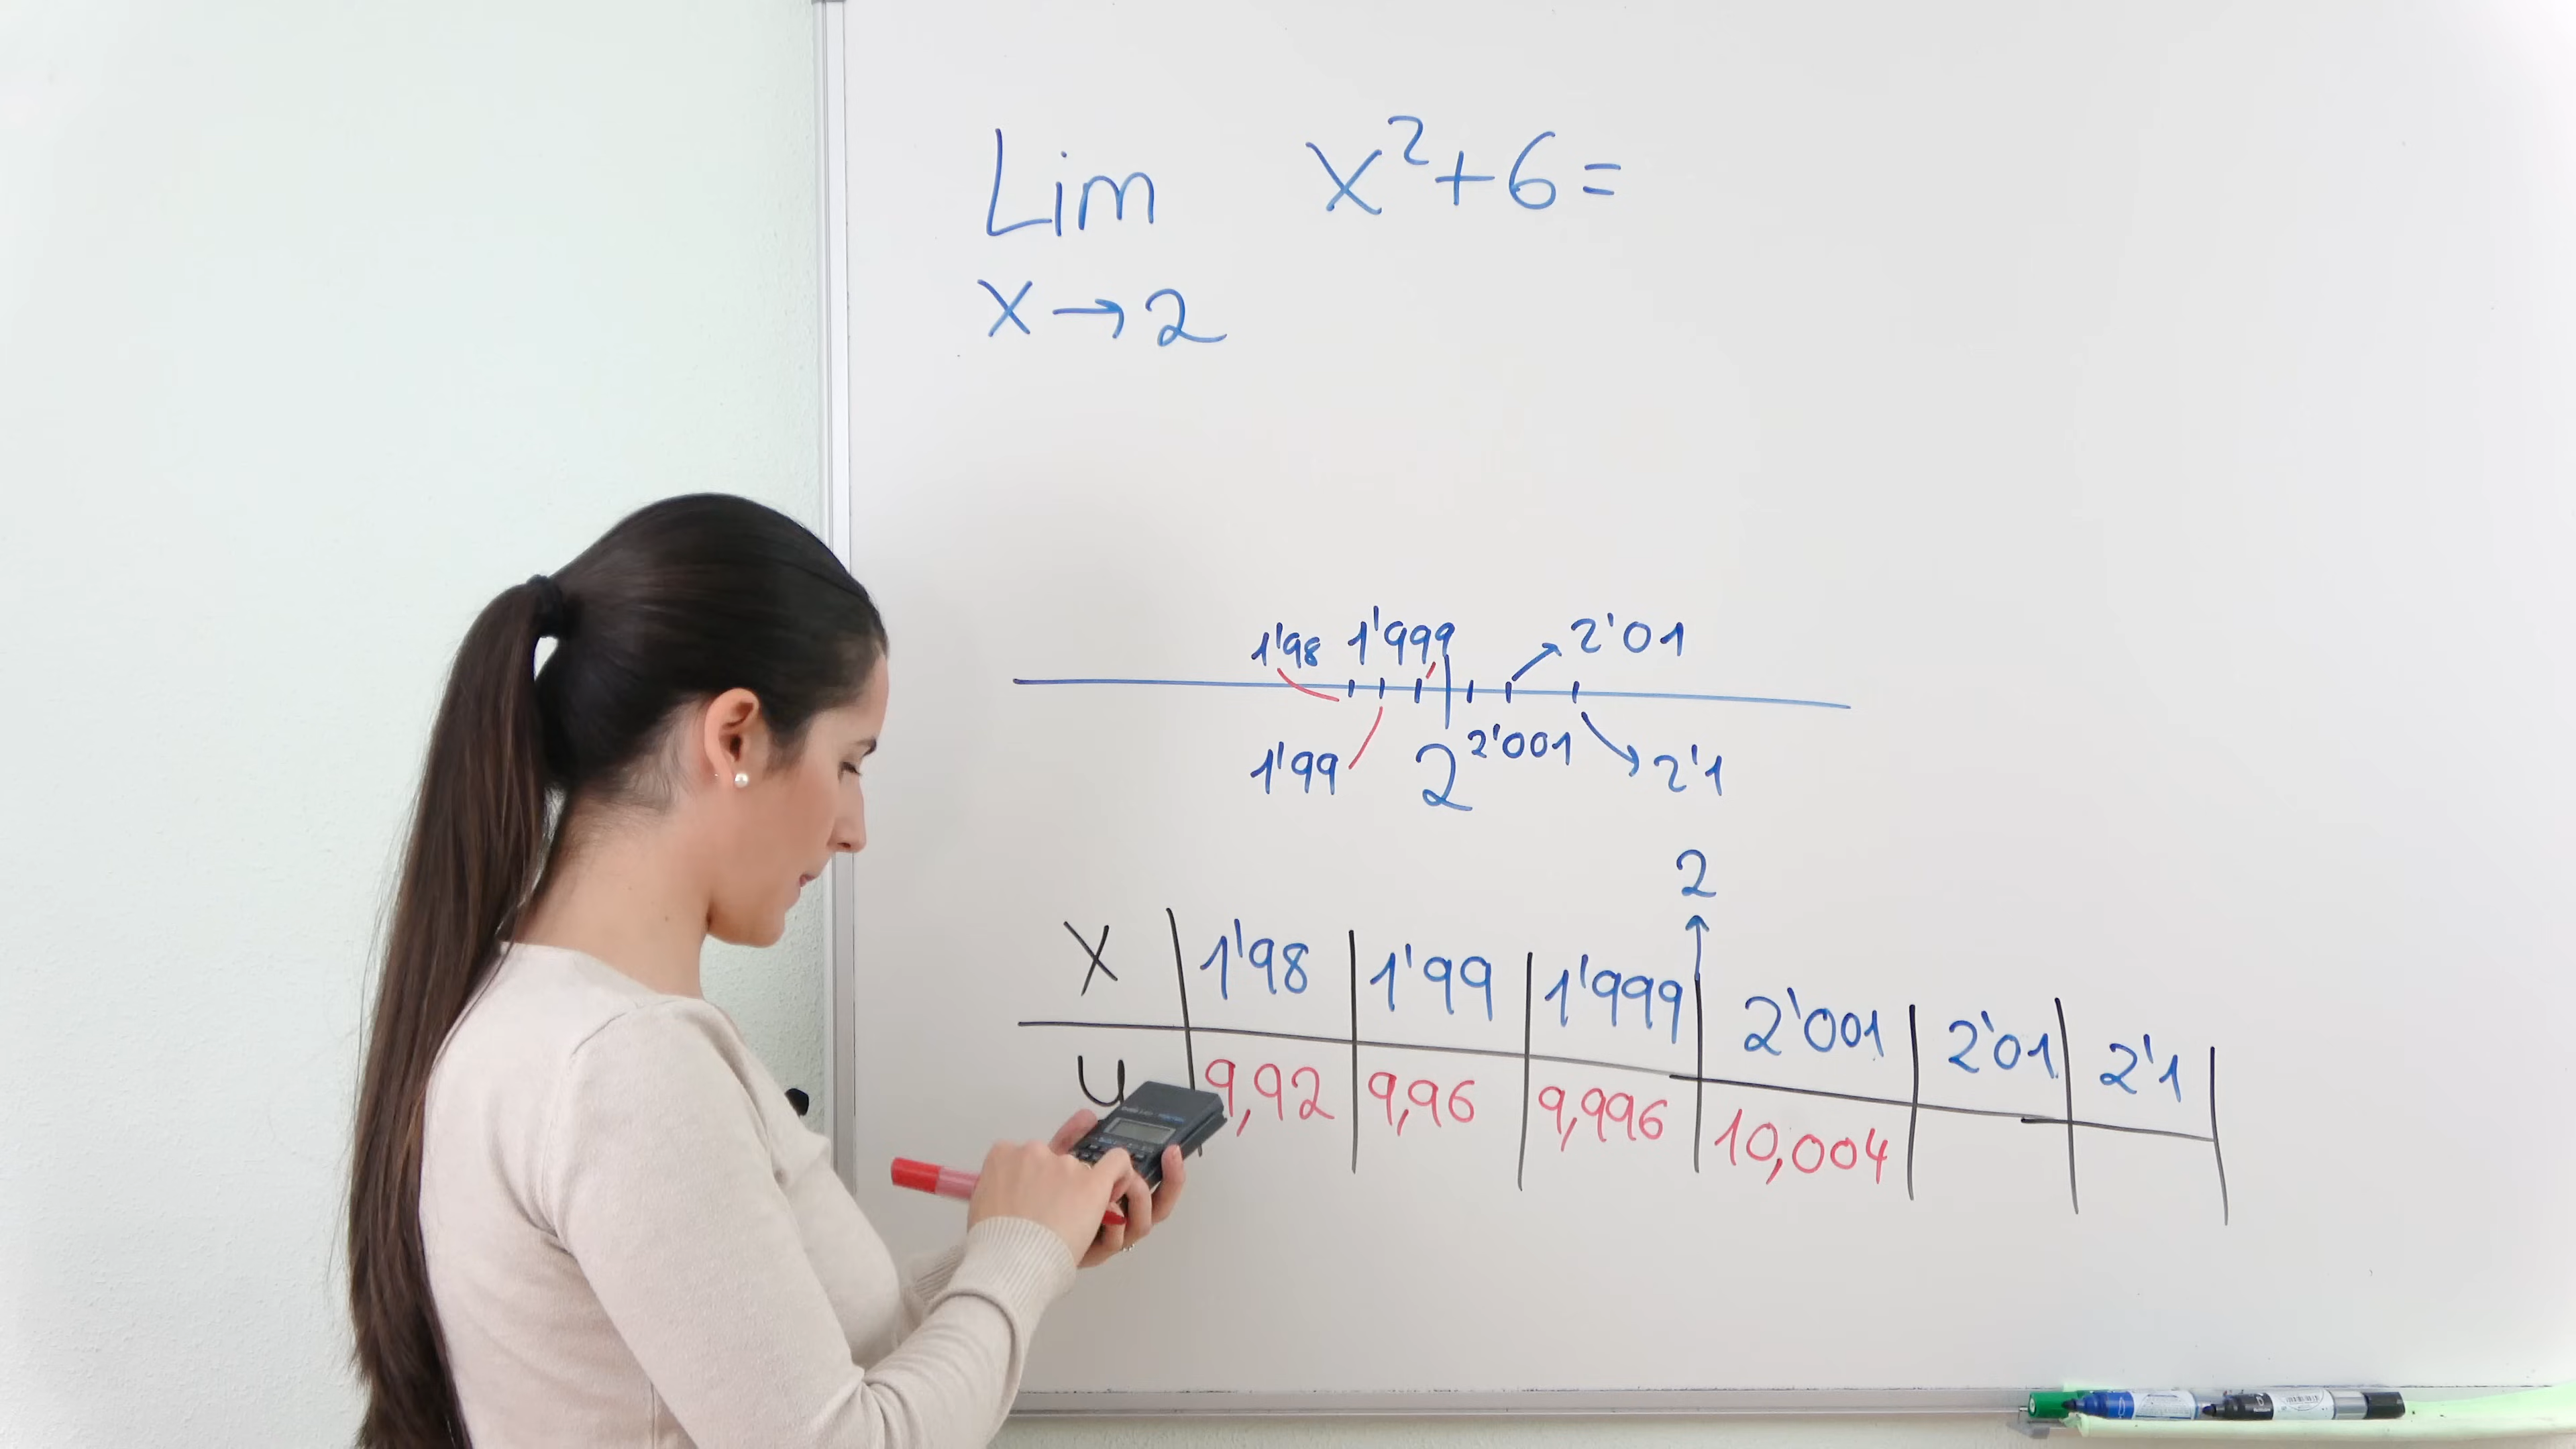 Lim x²+6=
x→2
1'98 1'999 2'01
1'99 2 2'001 2'1
2
x 1'98 1'99 1'999 2'001 2'01 2'1
y 9,92 9,96 9,996 10,004